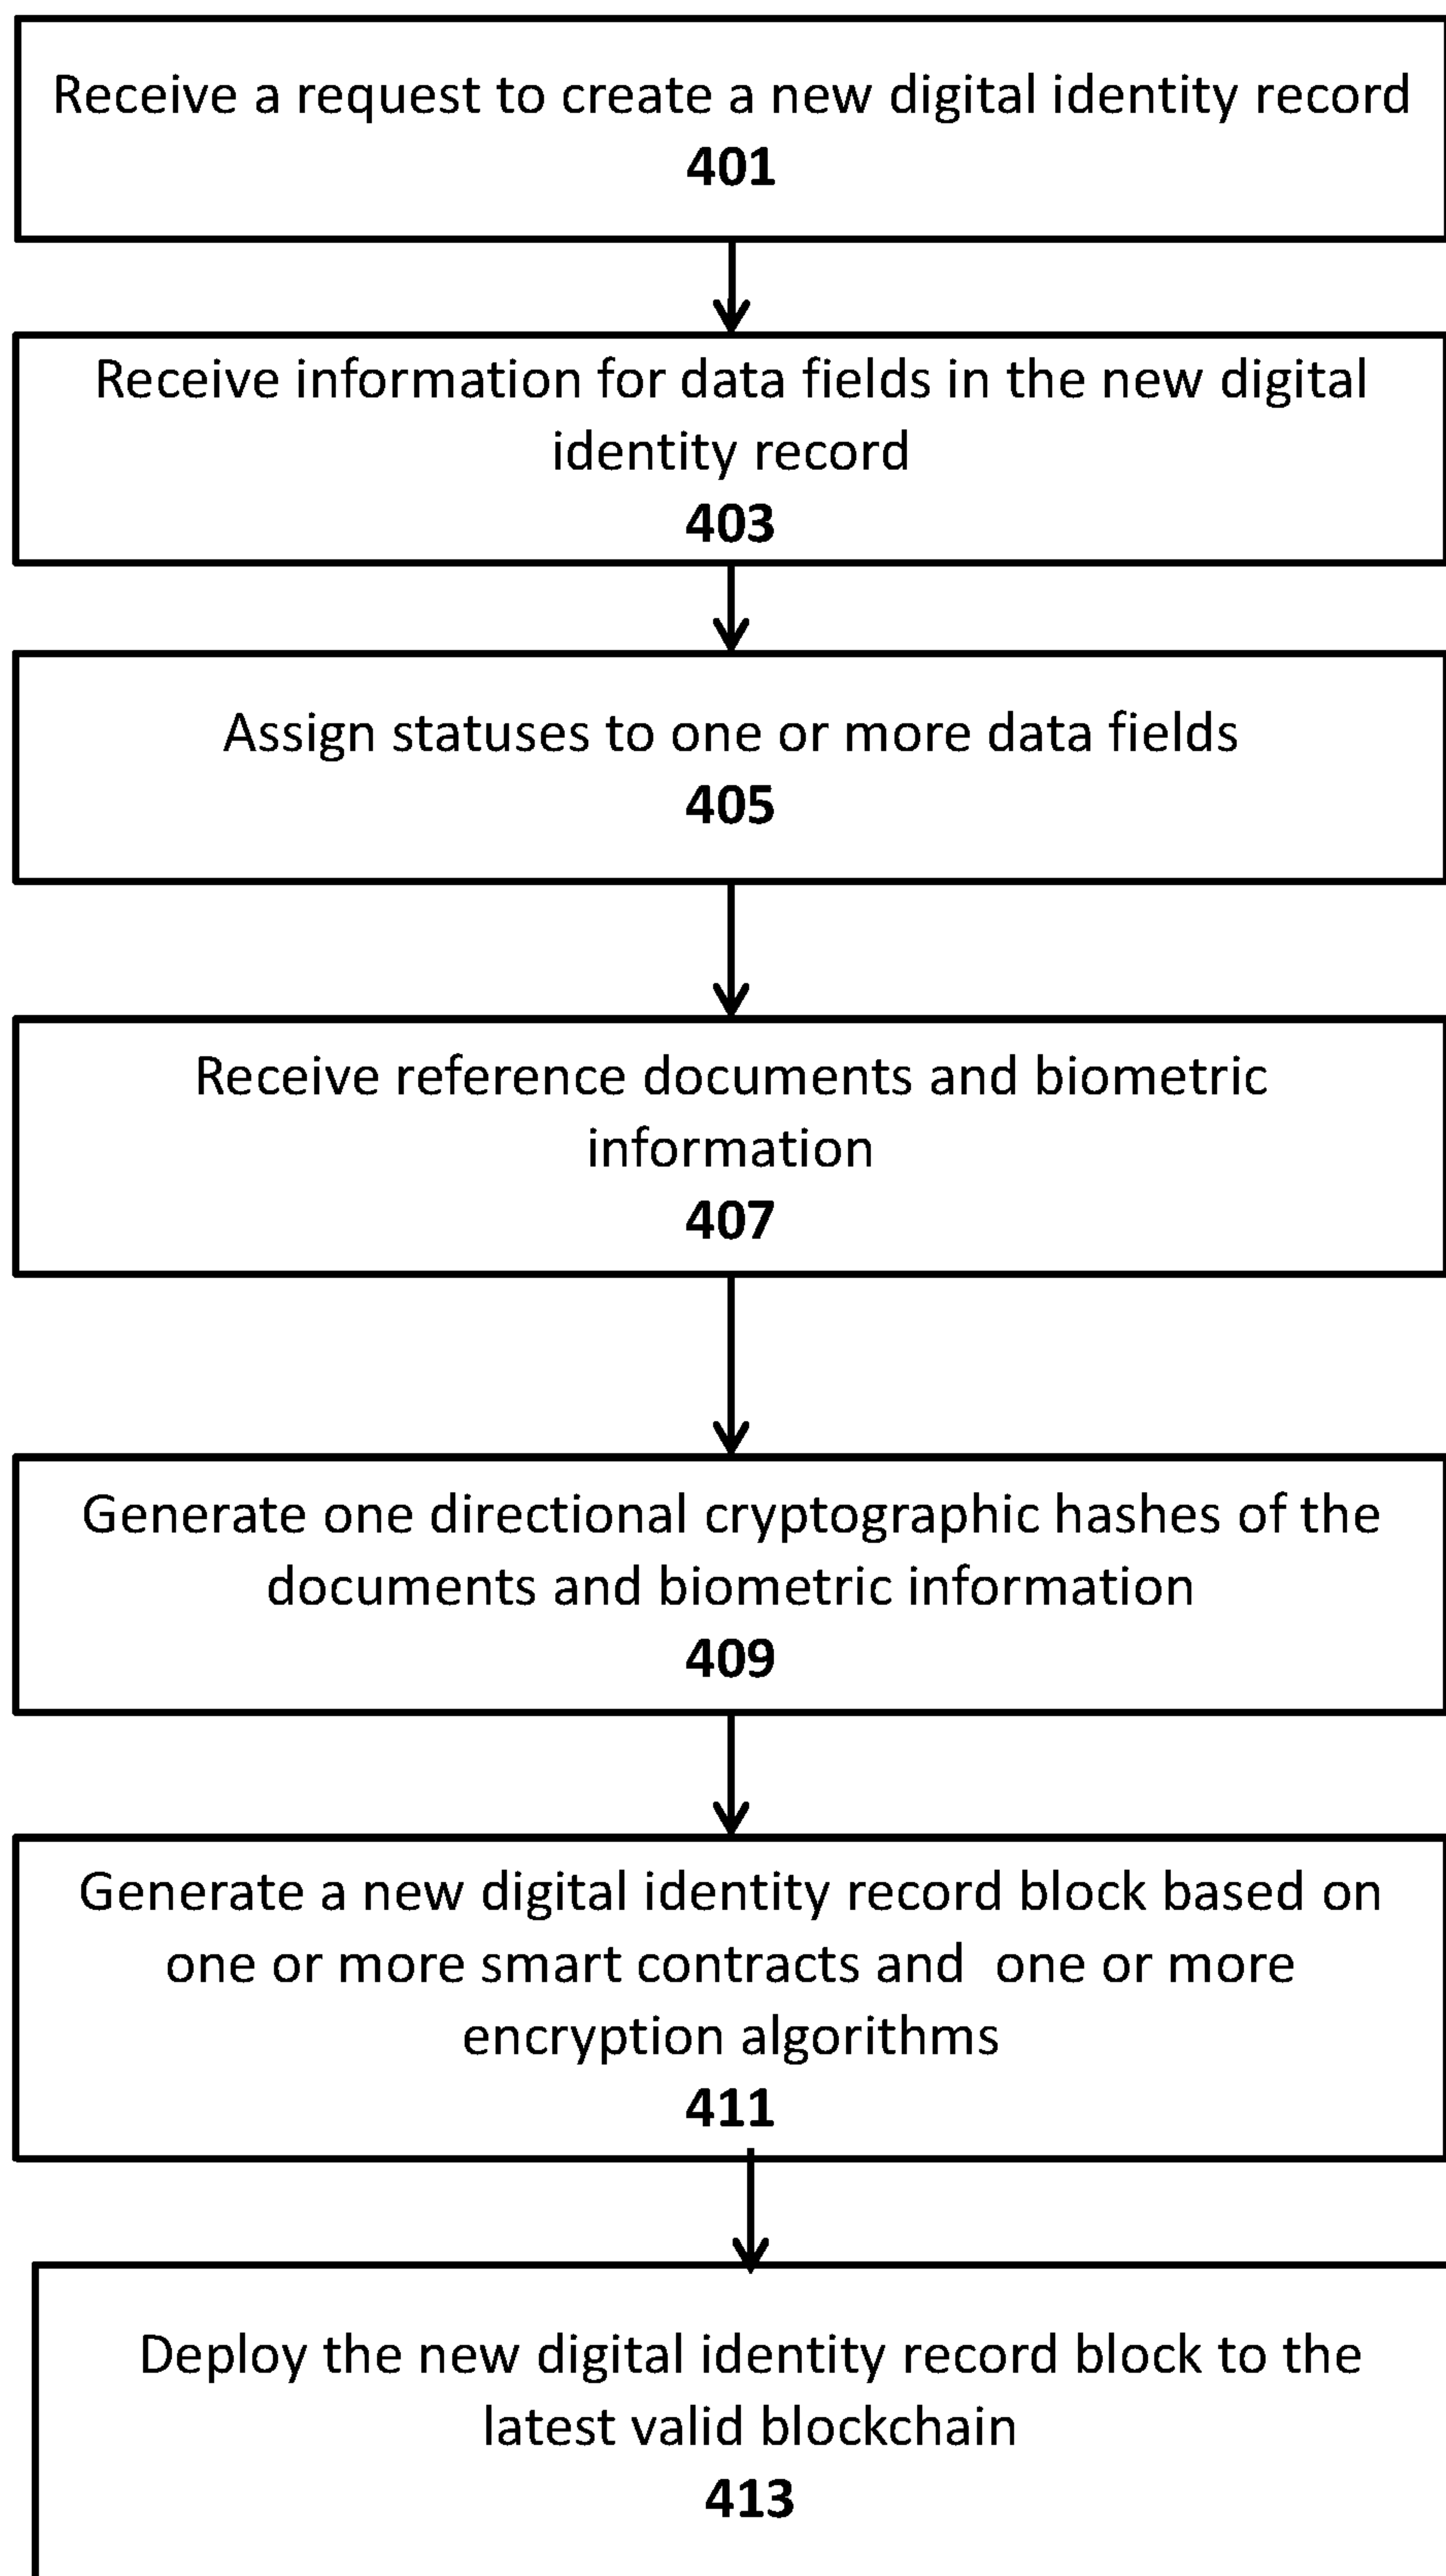 Receive a request to create a new digital identity record
401
Receive information for data fields in the new digital
identity record
403
Assign statuses to one or more data fields
405
Receive reference documents and biometric
information
407
Generate one directional cryptographic hashes of the
documents and biometric information
409
Generate a new digital identity record block based on
one or more smart contracts and  one or more
encryption algorithms
411
Deploy the new digital identity record block to the
latest valid blockchain
413